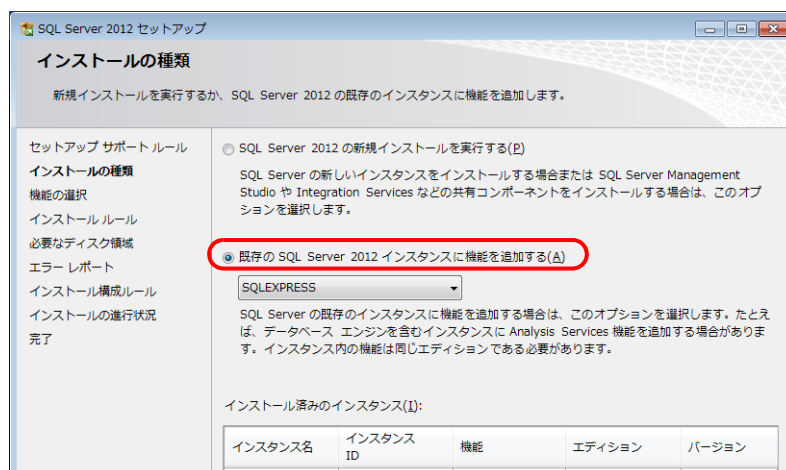 SQL Server 2012 セットアップ
インストールの種類
新規インストールを実行するか、SQL Server 2012 の既存のインスタンスに機能を追加します。
セットアップ サポート ルール
インストールの種類
機能の選択
インストール ルール
必要なディスク領域
エラー レポート
インストール構成ルール
インストールの進行状況
完了
SQL Server 2012 の新規インストールを実行する(P)
SQL Server の新しいインスタンスをインストールする場合または SQL Server Management
Studio や Integration Services などの共有コンポーネントをインストールする場合は、このオプ
ションを選択します。
既存の SQL Server 2012 インスタンスに機能を追加する(A)
SQLEXPRESS
SQL Server の既存のインスタンスに機能を追加する場合は、このオプションを選択します。たとえ
ば、データベース エンジンを含むインスタンスに Analysis Services 機能を追加する場合がありま
す。インスタンス内の機能は同じエディションである必要があります。
インストール済みのインスタンス(I):
インスタンス名
インスタンス
ID
機能
エディション
バージョン